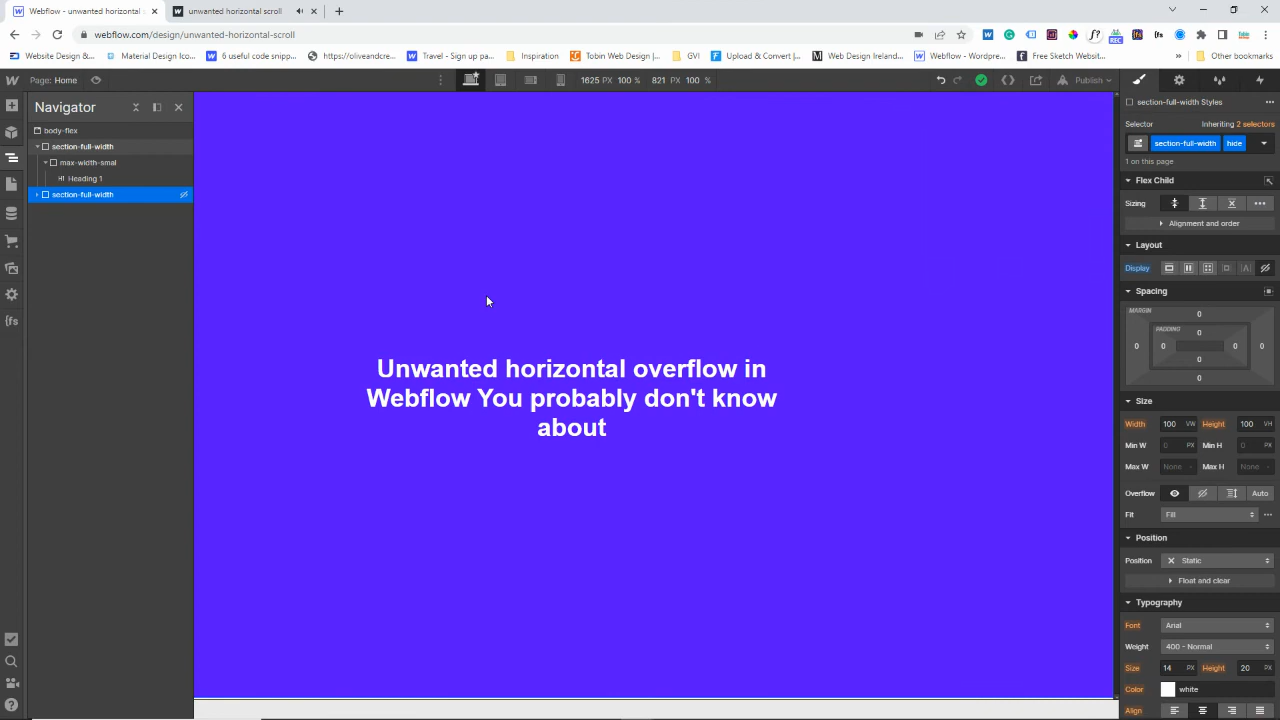 Webflow - unwanted horizontal
unwanted horizontal scroll
webflow.com/design/unwanted-horizontal-scroll
Website Design &...
Material Design Ico...
6 useful code snipp...
https://oliveandcre...
Travel - Sign up pa...
Inspiration
Tobin Web Design...
GVI
Upload & Convert |...
Web Design Inwar...
Webflow - Wordpre...
Free Sketch Websit...
Other bookmarks
Page: Home
1625 PX 100 %
821 PX 100 %
Publish
Navigator
body-flex
section-full-width
max-width-smal
H1 Heading 1
section-full-width
Unwanted horizontal overflow in
Webflow You probably don't know
about
section-full-width Styles
Selector
Inheriting 2 selectors
section-full-width
hide
1 on this page
Flex Child
Sizing
Alignment and order
Layout
Display
Spacing
MARGIN
0
PADDING
0
0 0 0 0
0
0
Size
Width 100 VW Height 100 VH
Min W 0 PX Min H 0 PX
Max W None - Max H None -
Overflow Auto
Fit Fill
Position
Position Static
Float and clear
Typography
Font Arial
Weight 400 - Normal
Size 14 PX Height 20 PX
Color white
Align